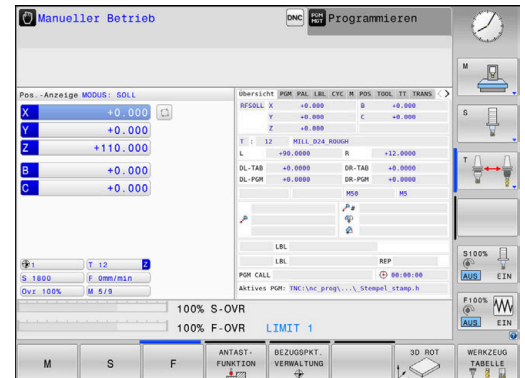 Manueller Betrieb
DNC
PGM MGT
Programmieren
Pos.-Anzeige MODUS: SOLL
X +0.000
Y +0.000
Z +110.000
B +0.000
C +0.000
1 T 12 Z
S 1800 F 0mm/min
Ovr 100% M 5/9
Übersicht PGM PAL LBL CYC M POS TOOL TT TRANS
RFSOLL X +0.000 B +0.000
Y +0.000 C +0.000
Z +0.000
T : 12 MILL_D24_ROUGH
L +90.0000 R +12.0000
DL-TAB +0.0000 DR-TAB +0.0000
DL-PGM +0.0000 DR-PGM +0.0000
M50 M5
P #
P
LBL
LBL REP
PGM CALL 00:00:00
Aktives PGM: TNC:\nc_prog\...\_Stempel_stamp.h
100% S-OVR
100% F-OVR LIMIT 1
M
S
F
ANTAST-
FUNKTION
BEZUGSPKT.
VERWALTUNG
3D ROT
WERKZEUG
TABELLE
M
S
T
S100%
AUS EIN
F100%
AUS EIN